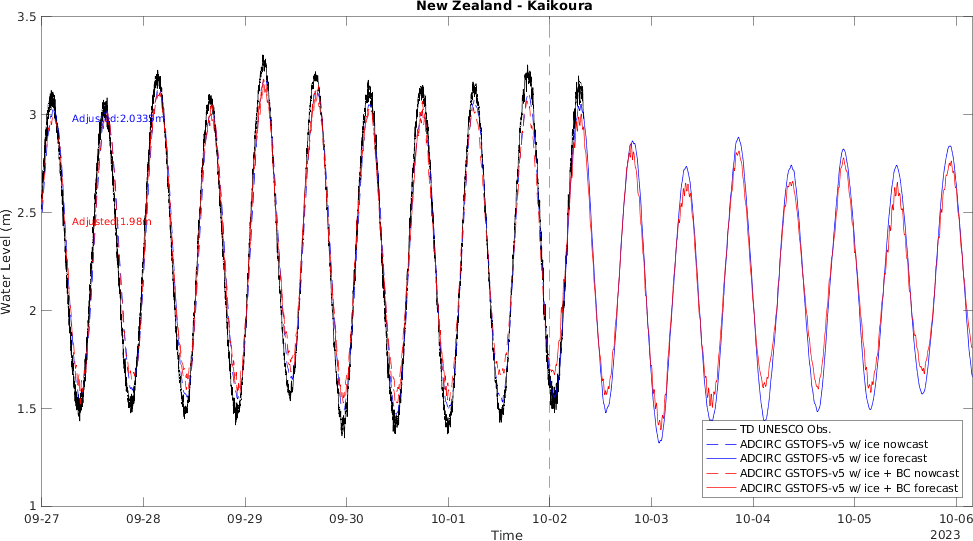 New Zealand - Kaikoura
3.5
3
2.5
2
1.5
1
Water Level (m)
Adjusted:2.0335m
Adjusted:1.98m
TD UNESCO Obs.
ADCIRC GSTOFS-v5 w/ ice nowcast
ADCIRC GSTOFS-v5 w/ ice forecast
ADCIRC GSTOFS-v5 w/ ice + BC nowcast
ADCIRC GSTOFS-v5 w/ ice + BC forecast
09-27 09-28 09-29 09-30 10-01 10-02 10-03 10-04 10-05 10-06
Time 2023